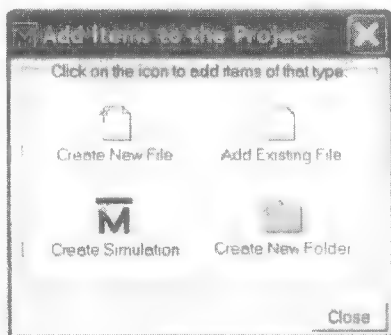 Add items to the Project
Click on the icon to add items of that type:
Create New File Add Existing File
Create Simulation Create New Folder
Close